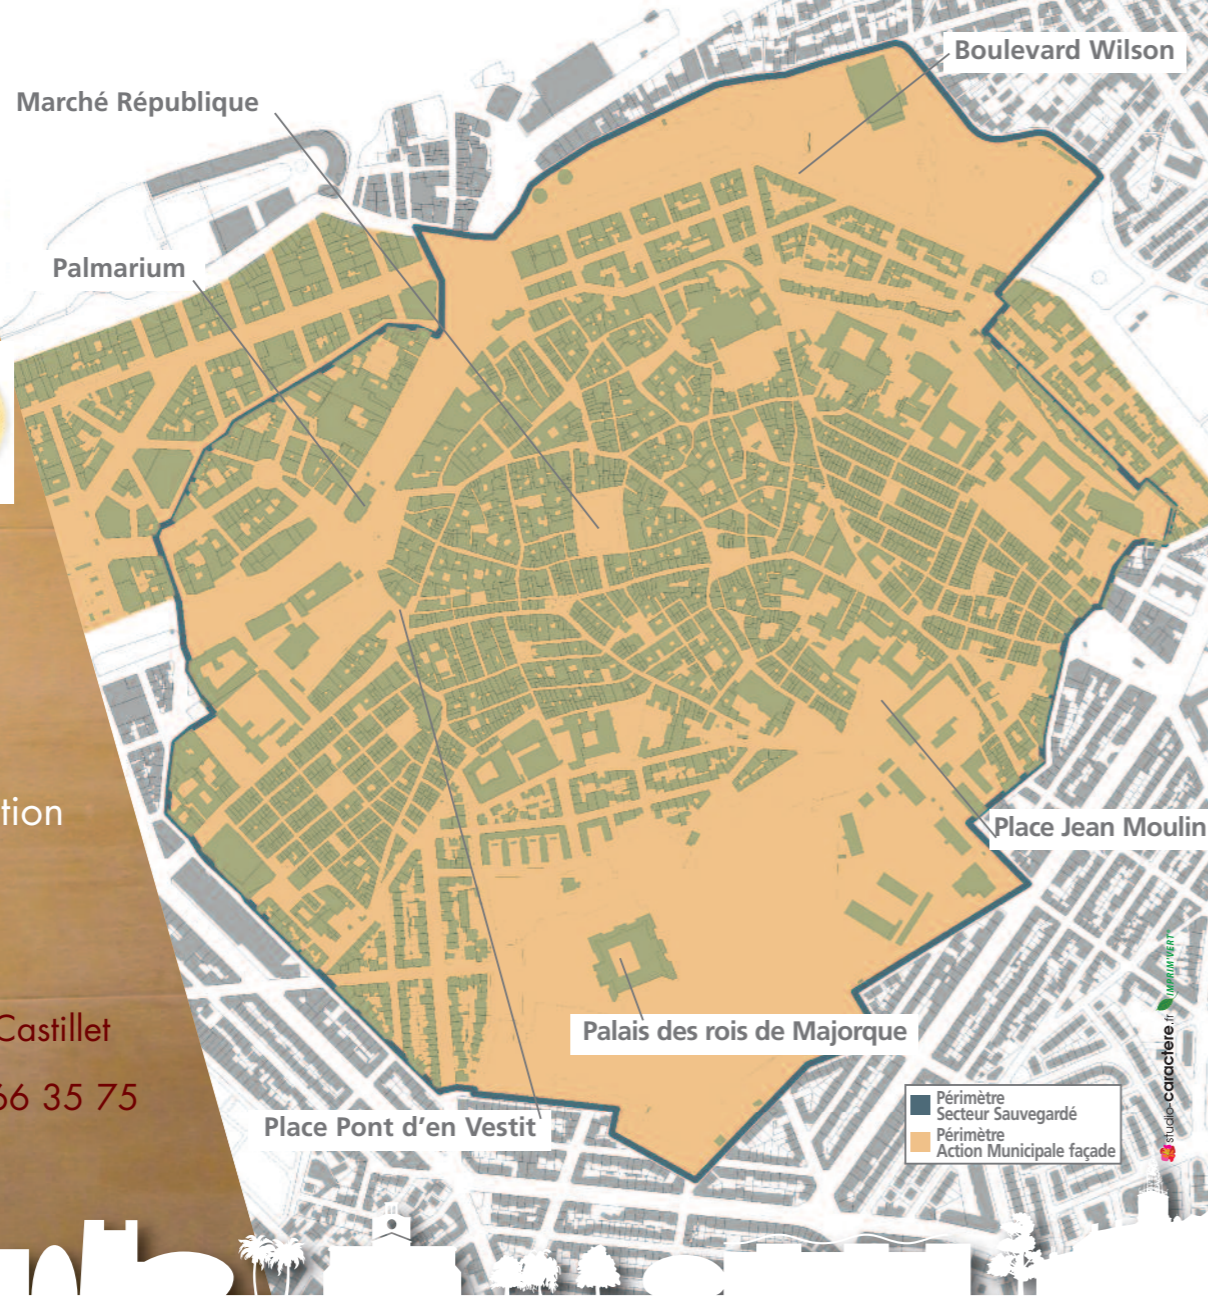 Boulevard Wilson
Marché République
Palmarium
tion
Place Jean Moulin
Castillet
66 35 75
Palais des rois de Majorque
Place Pont d'en Vestit
Périmètre
Secteur Sauvegardé
Périmètre
Action Municipale façade
studio-caractere.fr IMPRIM'VERT®